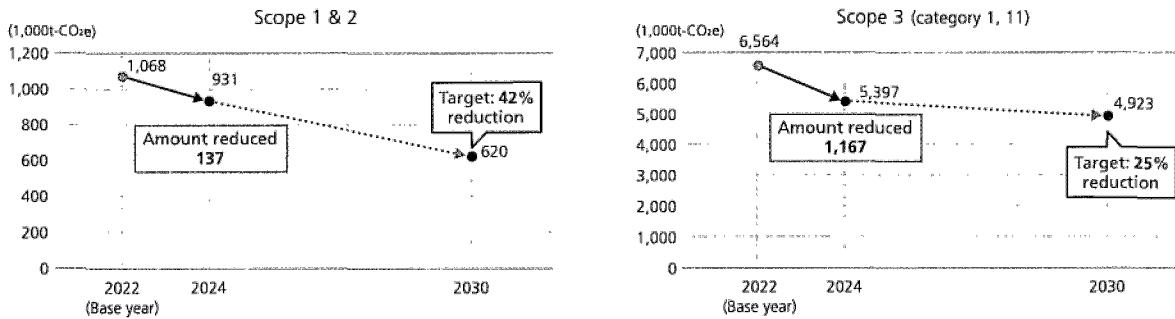 Scope 1 & 2
(1,000t-CO₂e)
1,200
1,000
800
600
400
200
0
1,068
931
Target: 42%
reduction
Amount reduced
137
620
2022
(Base year)
2024
2030
Scope 3 (category 1, 11)
(1,000t-CO₂e)
7,000
6,000
5,000
4,000
3,000
2,000
1,000
0
6,564
5,397
4,923
Amount reduced
1,167
Target: 25%
reduction
2022
(Base year)
2024
2030